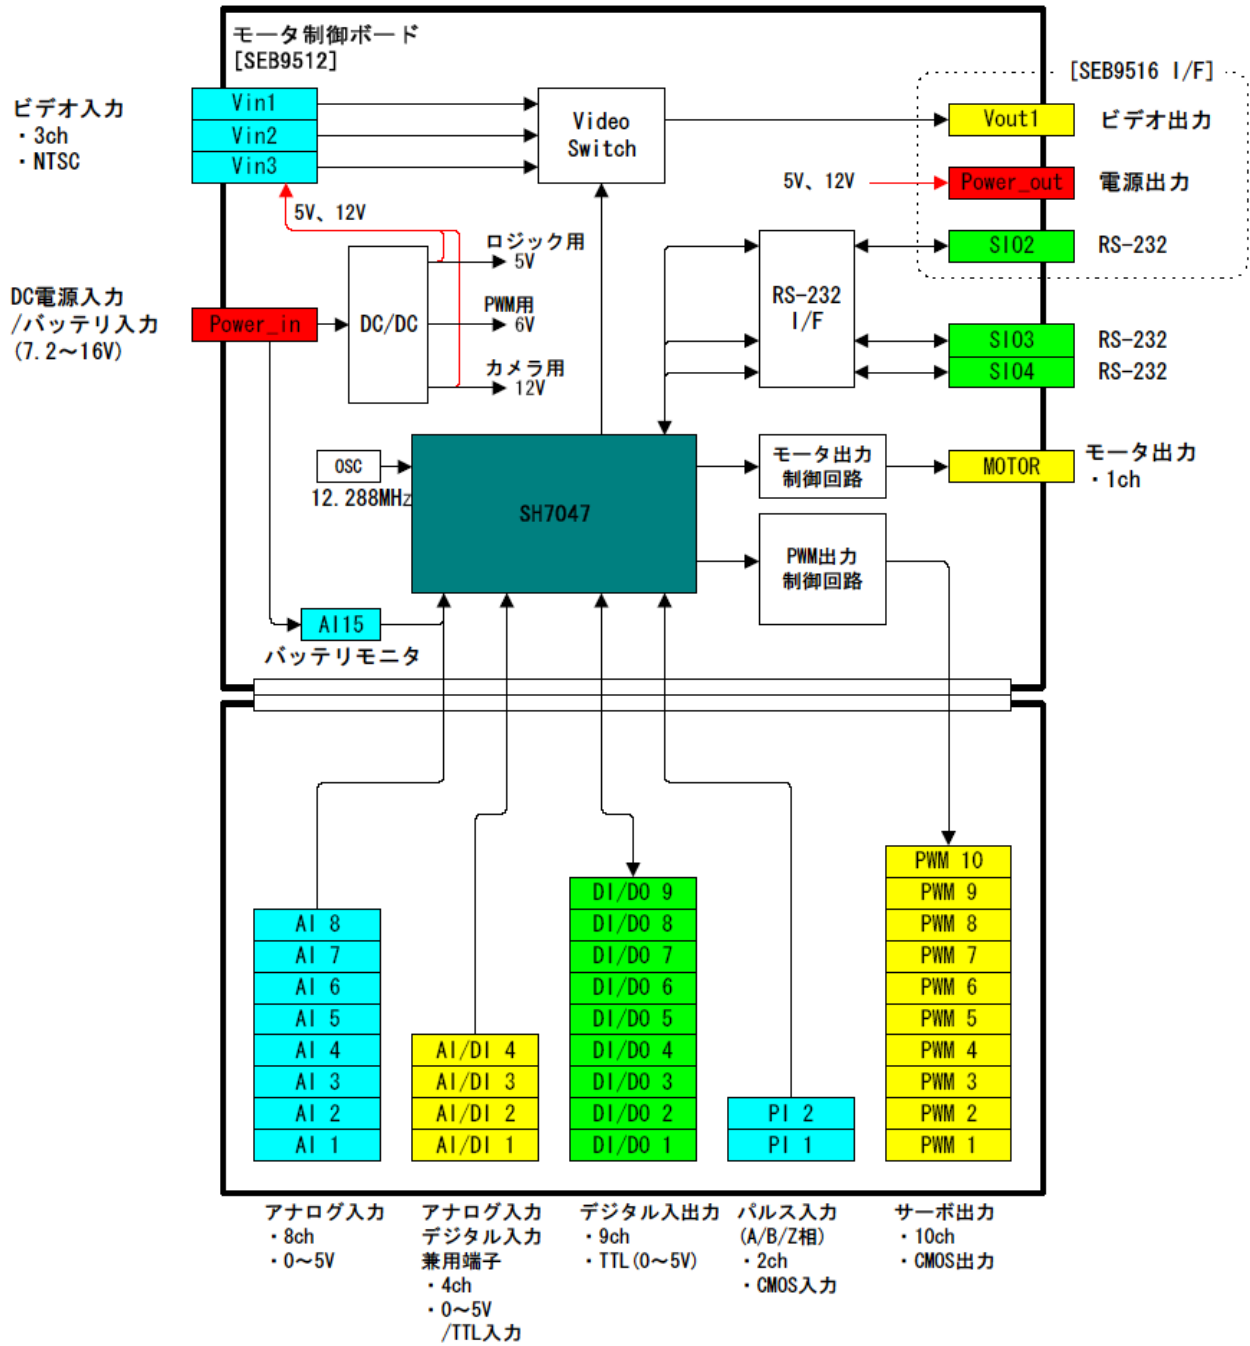 モータ制御ボード
[SEB9512]
[SEB9516 I/F]
ビデオ入力
・3ch
・NTSC
Vin1
Vin2
Vin3
Video
Switch
Vout1
ビデオ出力
5V、12V
Power_out
電源出力
5V、12V
SIO2
RS-232
DC電源入力
/バッテリ入力
(7.2～16V)
Power_in
DC/DC
ロジック用
5V
PWM用
6V
カメラ用
12V
RS-232
I/F
SIO3
RS-232
SIO4
RS-232
OSC
12.288MHz
SH7047
モータ出力
制御回路
MOTOR
モータ出力
・1ch
PWM出力
制御回路
AI15
バッテリモニタ
AI 8
AI 7
AI 6
AI 5
AI 4
AI 3
AI 2
AI 1
AI/DI 4
AI/DI 3
AI/DI 2
AI/DI 1
DI/DO 9
DI/DO 8
DI/DO 7
DI/DO 6
DI/DO 5
DI/DO 4
DI/DO 3
DI/DO 2
DI/DO 1
PI 2
PI 1
PWM 10
PWM 9
PWM 8
PWM 7
PWM 6
PWM 5
PWM 4
PWM 3
PWM 2
PWM 1
アナログ入力
・8ch
・0～5V
アナログ入力
デジタル入力
兼用端子
・4ch
・0～5V
/TTL入力
デジタル入出力
・9ch
・TTL(0～5V)
パルス入力
(A/B/Z相)
・2ch
・CMOS入力
サーボ出力
・10ch
・CMOS出力